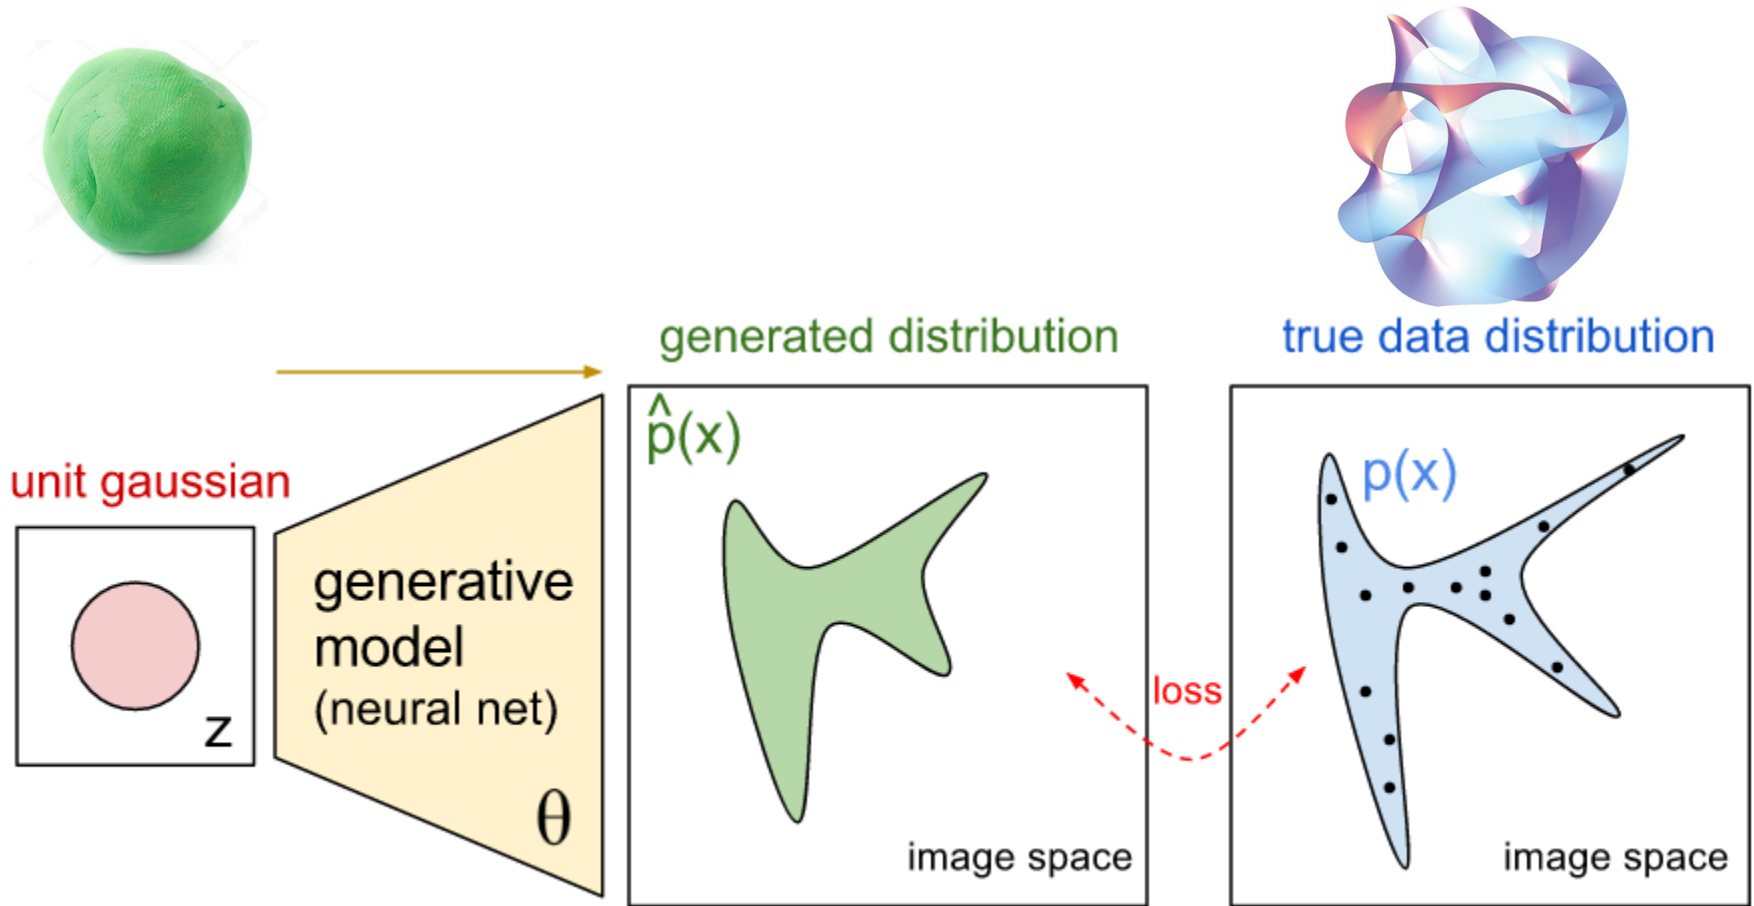 generated distribution
true data distribution
unit gaussian
z
generative
model
(neural net)
θ
p̂(x)
image space
loss
p(x)
image space